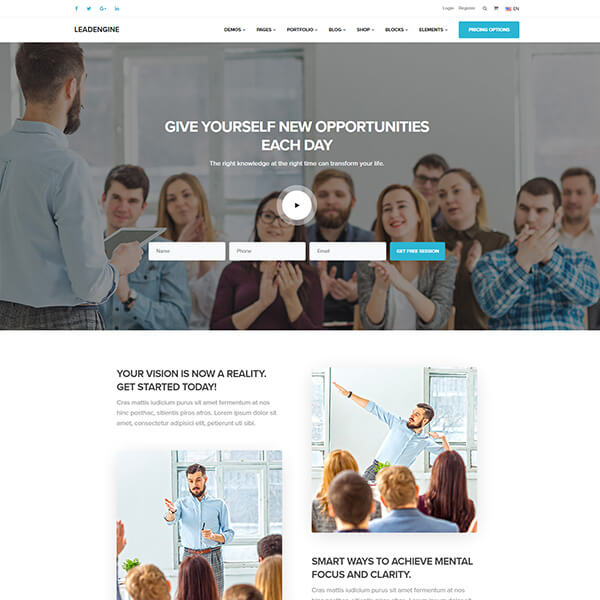 Login Register EN
LEADENGINE DEMOS PAGES PORTFOLIO BLOG SHOP BLOCKS ELEMENTS PRICING OPTIONS
GIVE YOURSELF NEW OPPORTUNITIES
EACH DAY
The right knowledge at the right time can transform your life.
Name Phone Email GET FREE SESSION
YOUR VISION IS NOW A REALITY.
GET STARTED TODAY!
Cras mattis iudicium purus sit amet fermentum at nos
hinc posthac, sitientis piros afros. Lorem ipsum dolor sit
amet, consectetur adipisici elit, petierunt uti sibi.
SMART WAYS TO ACHIEVE MENTAL
FOCUS AND CLARITY.
Cras mattis iudicium purus sit amet fermentum at nos